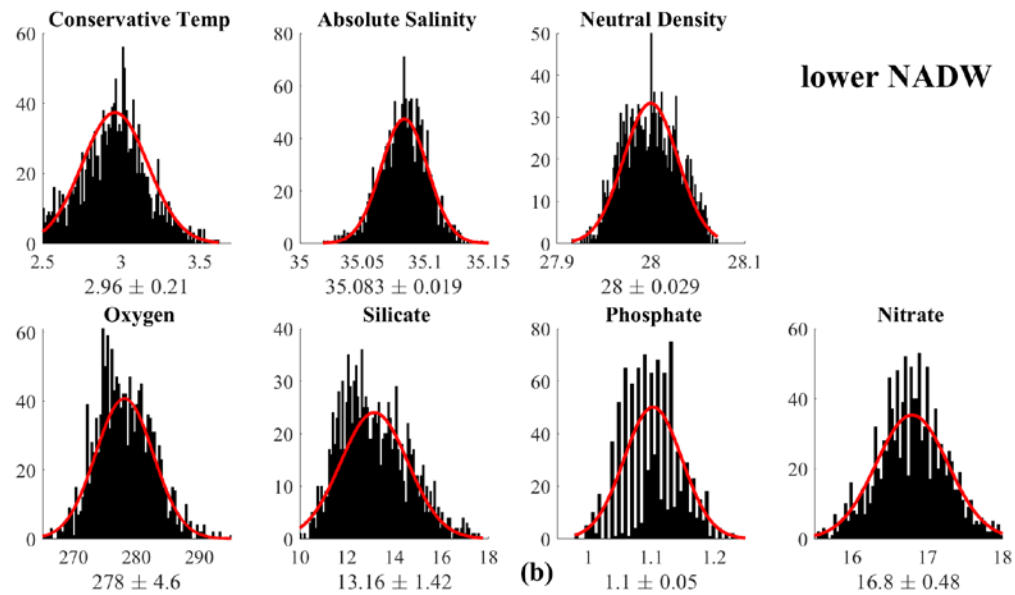 Conservative Temp
60
40
20
0
2.5 3 3.5
2.96 ± 0.21
Absolute Salinity
80
60
40
20
0
35 35.05 35.1 35.15
35.083 ± 0.019
Neutral Density
50
40
30
20
10
0
27.9 28 28.1
28 ± 0.029
lower NADW
Oxygen
60
40
20
0
270 280 290
278 ± 4.6
Silicate
40
30
20
10
0
10 12 14 16 18
13.16 ± 1.42
(b)
Phosphate
80
60
40
20
0
1 1.1 1.2
1.1 ± 0.05
Nitrate
60
40
20
0
16 17 18
16.8 ± 0.48